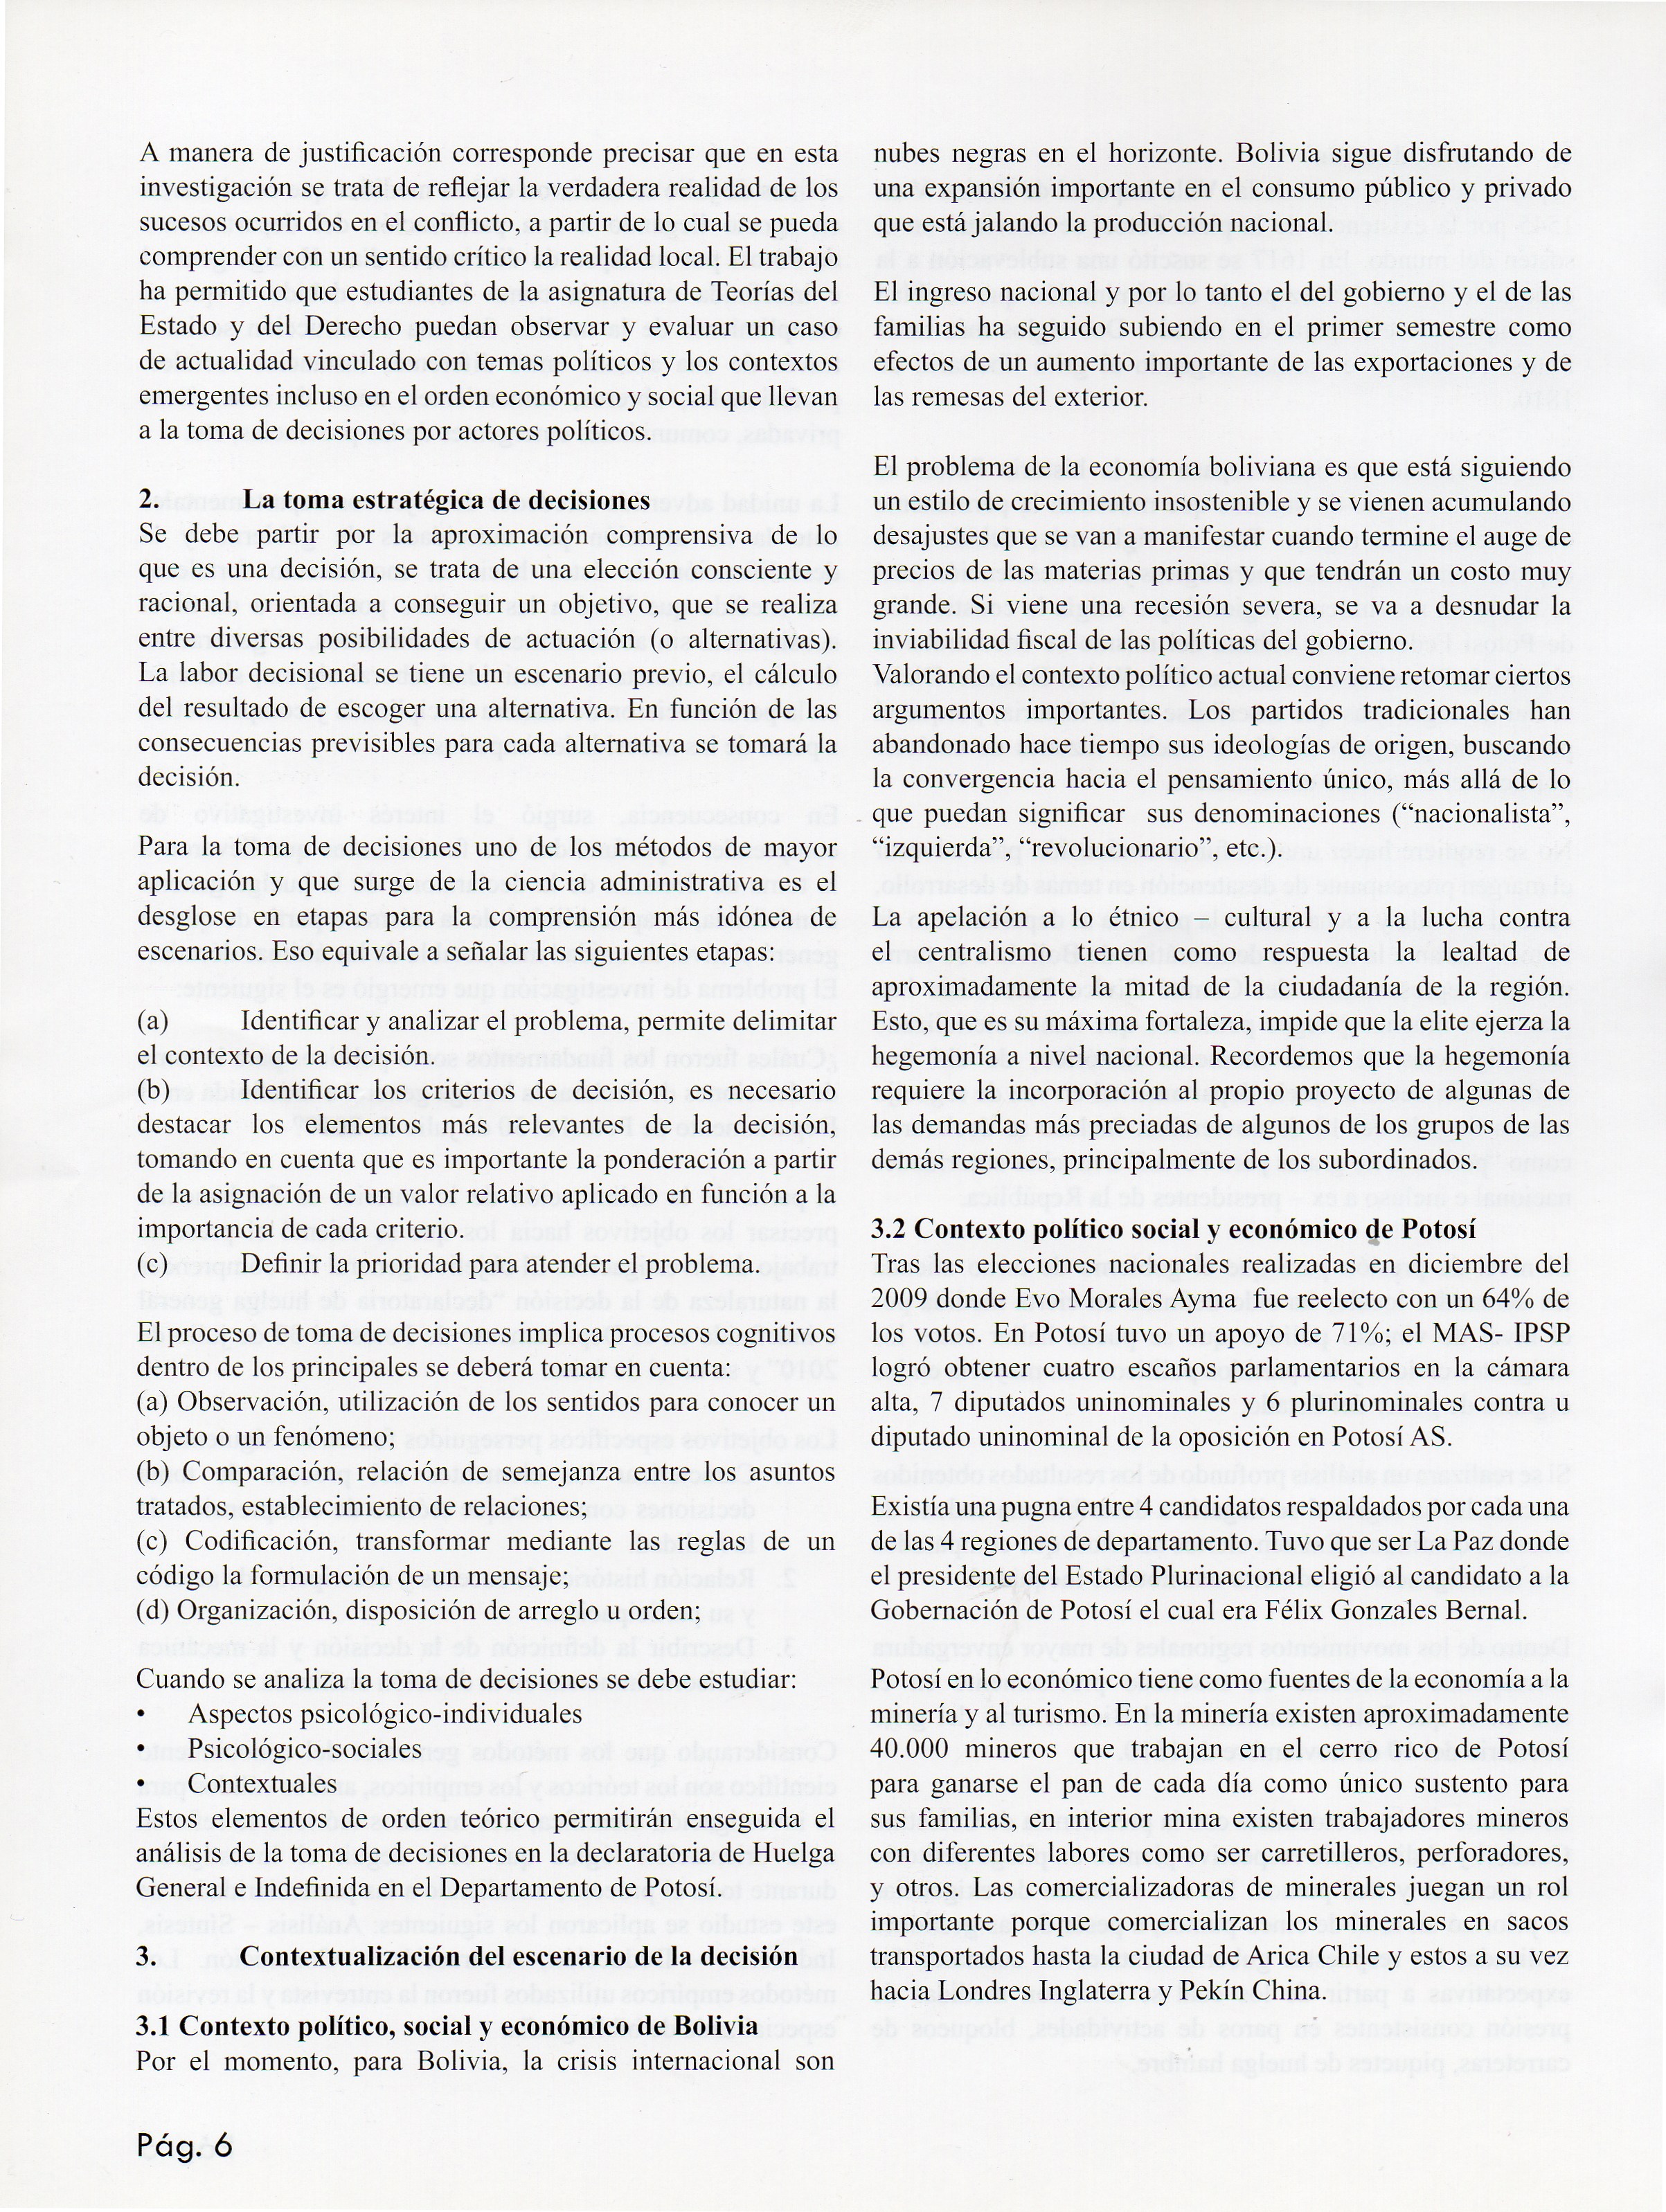 A manera de justificación corresponde precisar que en esta
investigación se trata de reflejar la verdadera realidad de los
sucesos ocurridos en el conflicto, a partir de lo cual se pueda
comprender con un sentido crítico la realidad local. El trabajo
ha permitido que estudiantes de la asignatura de Teorías del
Estado y del Derecho puedan observar y evaluar un caso
de actualidad vinculado con temas políticos y los contextos
emergentes incluso en el orden económico y social que llevan
a la toma de decisiones por actores políticos.
2. La toma estratégica de decisiones
Se debe partir por la aproximación comprensiva de lo
que es una decisión, se trata de una elección consciente y
racional, orientada a conseguir un objetivo, que se realiza
entre diversas posibilidades de actuación (o alternativas).
La labor decisional se tiene un escenario previo, el cálculo
del resultado de escoger una alternativa. En función de las
consecuencias previsibles para cada alternativa se tomará la
decisión.
Para la toma de decisiones uno de los métodos de mayor
aplicación y que surge de la ciencia administrativa es el
desglose en etapas para la comprensión más idónea de
escenarios. Eso equivale a señalar las siguientes etapas:
(a) Identificar y analizar el problema, permite delimitar
el contexto de la decisión.
(b) Identificar los criterios de decisión, es necesario
destacar los elementos más relevantes de la decisión,
tomando en cuenta que es importante la ponderación a partir
de la asignación de un valor relativo aplicado en función a la
importancia de cada criterio.
(c) Definir la prioridad para atender el problema.
El proceso de toma de decisiones implica procesos cognitivos
dentro de los principales se deberá tomar en cuenta:
(a) Observación, utilización de los sentidos para conocer un
objeto o un fenómeno;
(b) Comparación, relación de semejanza entre los asuntos
tratados, establecimiento de relaciones;
(c) Codificación, transformar mediante las reglas de un
código la formulación de un mensaje;
(d) Organización, disposición de arreglo u orden;
Cuando se analiza la toma de decisiones se debe estudiar:
• Aspectos psicológico-individuales
• Psicológico-sociales
• Contextuales
Estos elementos de orden teórico permitirán enseguida el
análisis de la toma de decisiones en la declaratoria de Huelga
General e Indefinida en el Departamento de Potosí.
3. Contextualización del escenario de la decisión
3.1 Contexto político, social y económico de Bolivia
Por el momento, para Bolivia, la crisis internacional son
nubes negras en el horizonte. Bolivia sigue disfrutando de
una expansión importante en el consumo público y privado
que está jalando la producción nacional.
El ingreso nacional y por lo tanto el del gobierno y el de las
familias ha seguido subiendo en el primer semestre como
efectos de un aumento importante de las exportaciones y de
las remesas del exterior.
El problema de la economía boliviana es que está siguiendo
un estilo de crecimiento insostenible y se vienen acumulando
desajustes que se van a manifestar cuando termine el auge de
precios de las materias primas y que tendrán un costo muy
grande. Si viene una recesión severa, se va a desnudar la
inviabilidad fiscal de las políticas del gobierno.
Valorando el contexto político actual conviene retomar ciertos
argumentos importantes. Los partidos tradicionales han
abandonado hace tiempo sus ideologías de origen, buscando
la convergencia hacia el pensamiento único, más allá de lo
que puedan significar sus denominaciones (“nacionalista”,
“izquierda”, “revolucionario”, etc.).
La apelación a lo étnico – cultural y a la lucha contra
el centralismo tienen como respuesta la lealtad de
aproximadamente la mitad de la ciudadanía de la región.
Esto, que es su máxima fortaleza, impide que la elite ejerza la
hegemonía a nivel nacional. Recordemos que la hegemonía
requiere la incorporación al propio proyecto de algunas de
las demandas más preciadas de algunos de los grupos de las
demás regiones, principalmente de los subordinados.
3.2 Contexto político social y económico de Potosí
Tras las elecciones nacionales realizadas en diciembre del
2009 donde Evo Morales Ayma fue reelecto con un 64% de
los votos. En Potosí tuvo un apoyo de 71%; el MAS- IPSP
logró obtener cuatro escaños parlamentarios en la cámara
alta, 7 diputados uninominales y 6 plurinominales contra u
diputado uninominal de la oposición en Potosí AS.
Existía una pugna entre 4 candidatos respaldados por cada una
de las 4 regiones de departamento. Tuvo que ser La Paz donde
el presidente del Estado Plurinacional eligió al candidato a la
Gobernación de Potosí el cual era Félix Gonzales Bernal.
Potosí en lo económico tiene como fuentes de la economía a la
minería y al turismo. En la minería existen aproximadamente
40.000 mineros que trabajan en el cerro rico de Potosí
para ganarse el pan de cada día como único sustento para
sus familias, en interior mina existen trabajadores mineros
con diferentes labores como ser carretilleros, perforadores,
y otros. Las comercializadoras de minerales juegan un rol
importante porque comercializan los minerales en sacos
transportados hasta la ciudad de Arica Chile y estos a su vez
hacia Londres Inglaterra y Pekín China.
Pág. 6